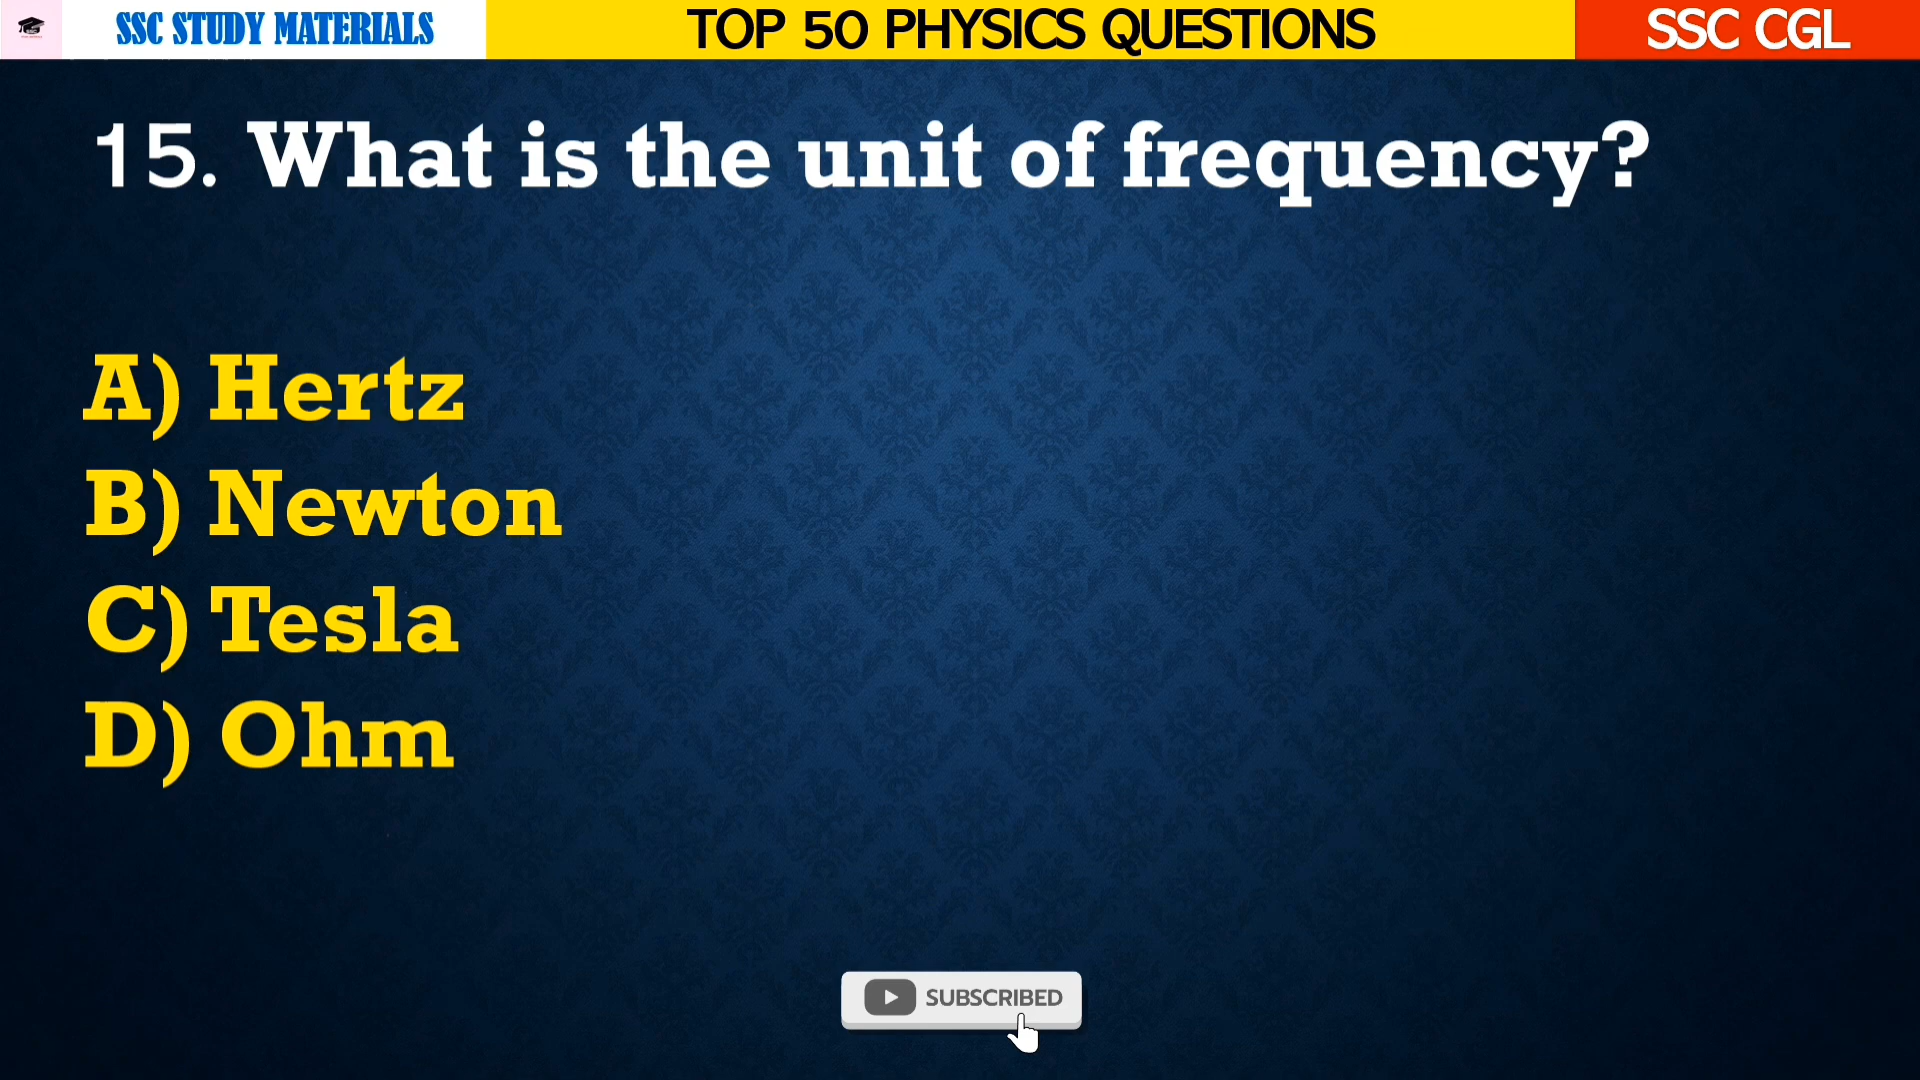 SSC STUDY MATERIALS
TOP 50 PHYSICS QUESTIONS
SSC CGL
15. What is the unit of frequency?
A) Hertz
B) Newton
C) Tesla
D) Ohm
SUBSCRIBED